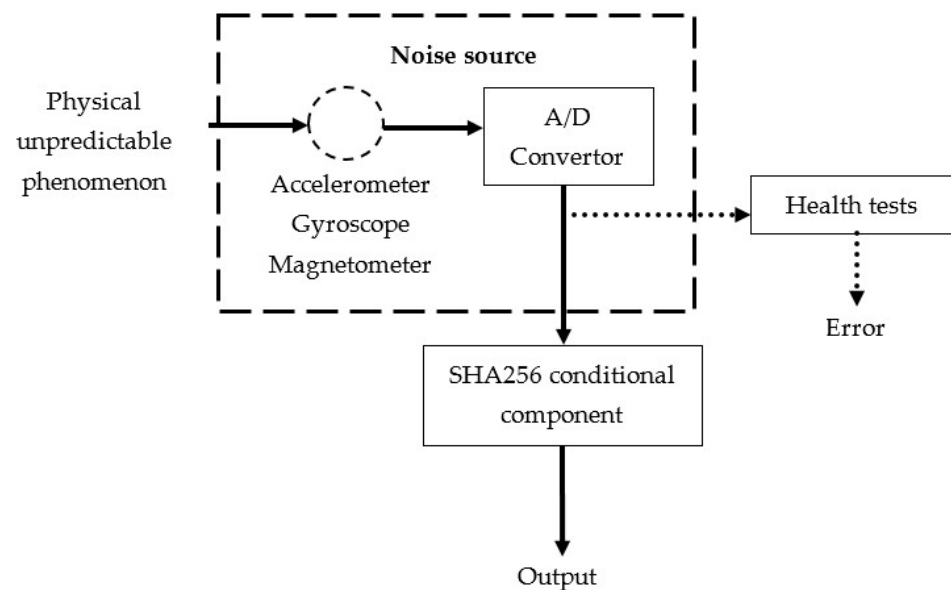 Noise source
Physical
unpredictable
phenomenon
Accelerometer
Gyroscope
Magnetometer
A/D
Convertor
Health tests
Error
SHA256 conditional
component
Output